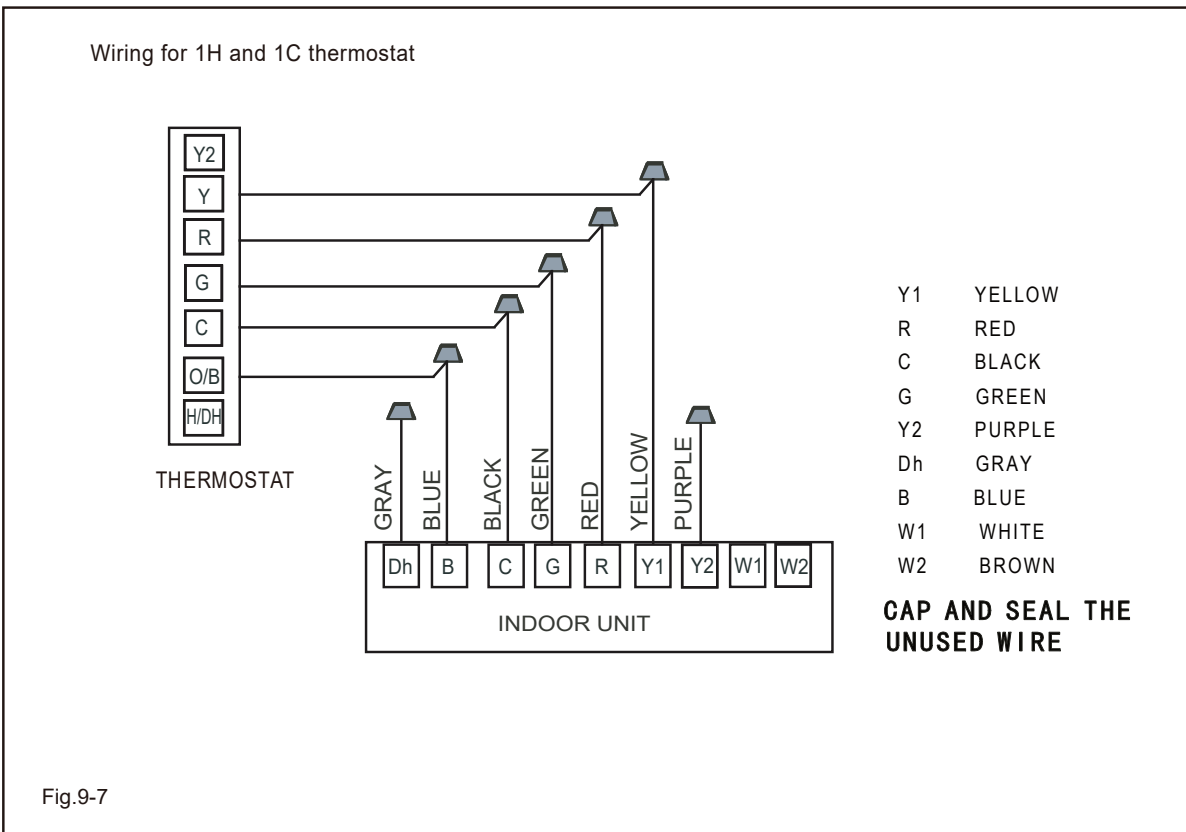 Wiring for 1H and 1C thermostat
Y2
Y
R
G
C
O/B
H/DH
THERMOSTAT
GRAY
BLUE
BLACK
GREEN
RED
YELLOW
PURPLE
Dh B C G R Y1 Y2 W1 W2
INDOOR UNIT
Y1 YELLOW
R RED
C BLACK
G GREEN
Y2 PURPLE
Dh GRAY
B BLUE
W1 WHITE
W2 BROWN
CAP AND SEAL THE
UNUSED WIRE
Fig.9-7